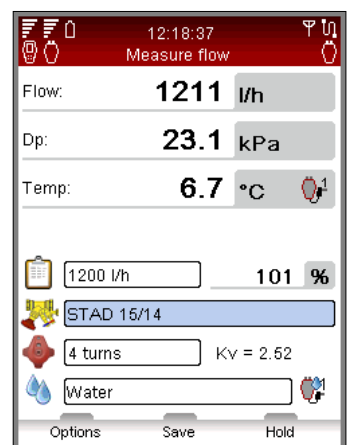 12:18:37
Measure flow
Flow: 1211 l/h
Dp: 23.1 kPa
Temp: 6.7 °C 1
1200 l/h 101 %
STAD 15/14
4 turns Kv = 2.52
Water
Options Save Hold